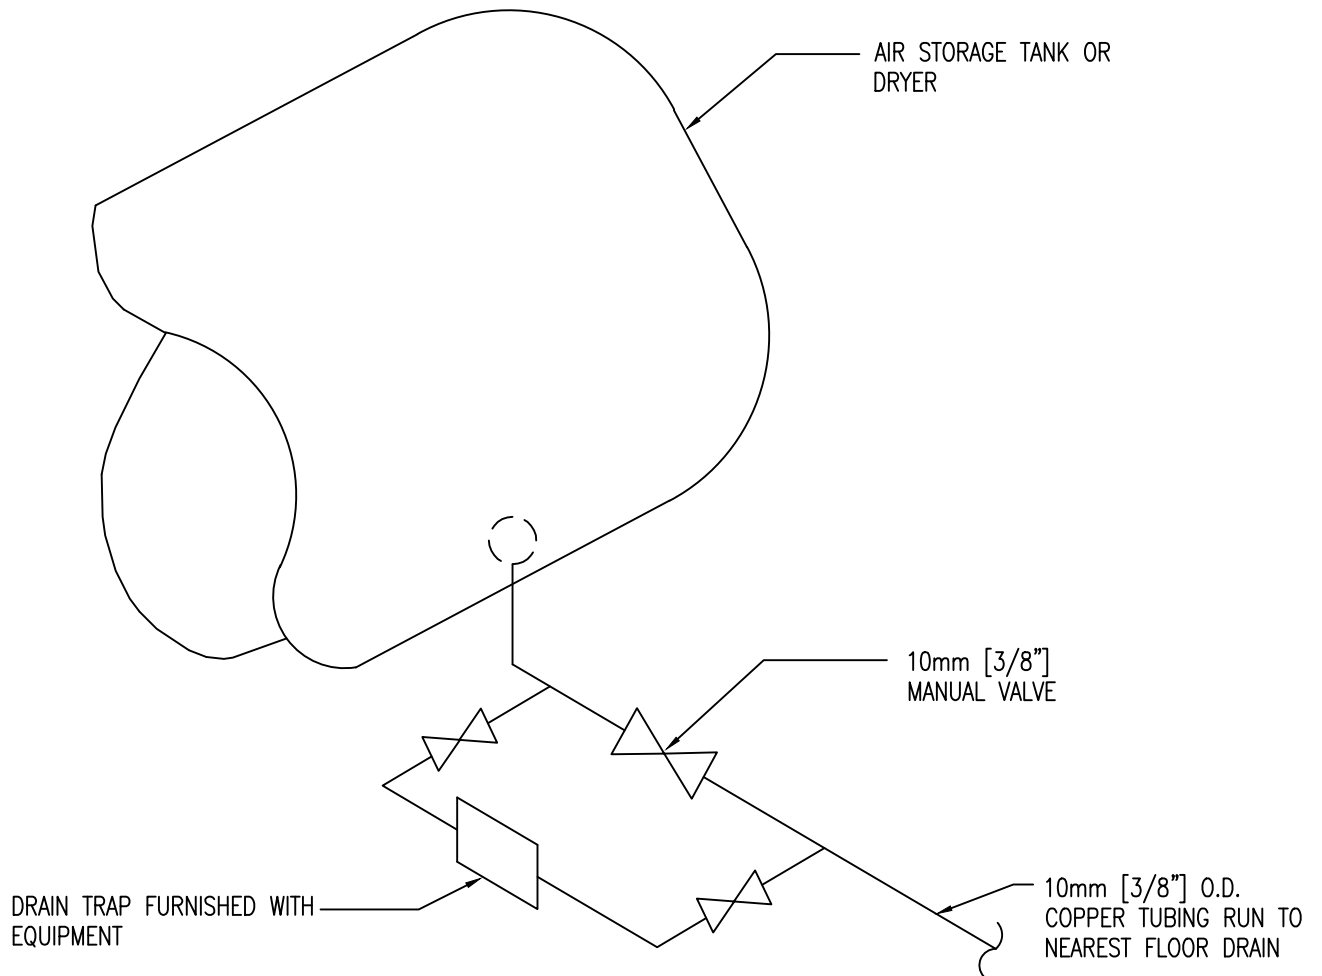 AIR STORAGE TANK OR
DRYER
10mm [3/8"]
MANUAL VALVE
DRAIN TRAP FURNISHED WITH
EQUIPMENT
10mm [3/8"] O.D.
COPPER TUBING RUN TO
NEAREST FLOOR DRAIN